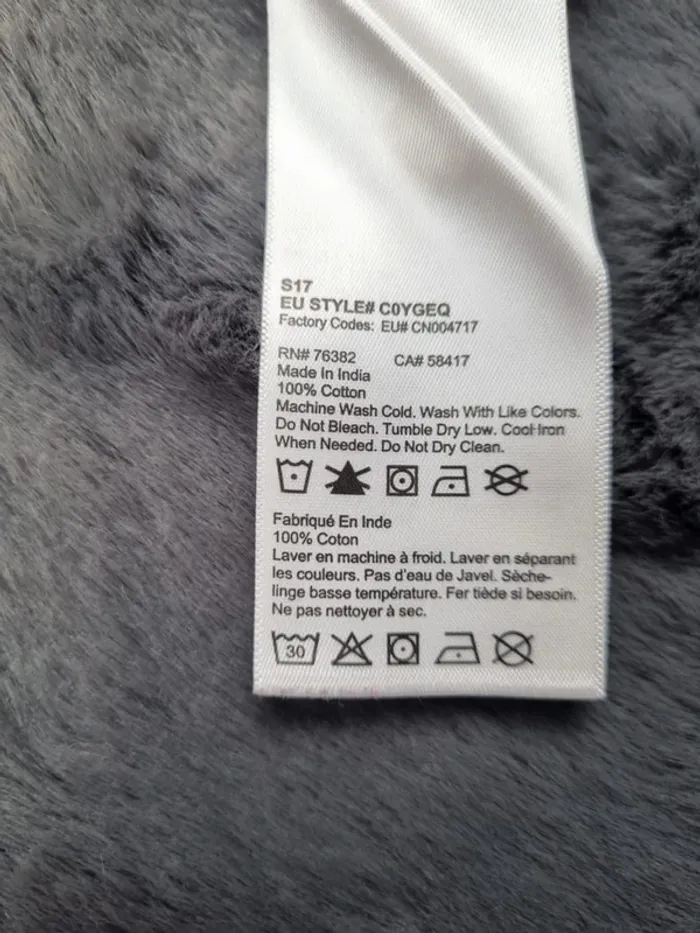 S17
EU STYLE# C0YGEQ
Factory Codes: EU# CN004717
RN# 76382 CA# 58417
Made In India
100% Cotton
Machine Wash Cold. Wash With Like Colors.
Do Not Bleach. Tumble Dry Low. Cool Iron
When Needed. Do Not Dry Clean.
Fabriqué En Inde
100% Coton
Laver en machine à froid. Laver en séparant
les couleurs. Pas d'eau de Javel. Sèche-
linge basse température. Fer tiède si besoin.
Ne pas nettoyer à sec.
30